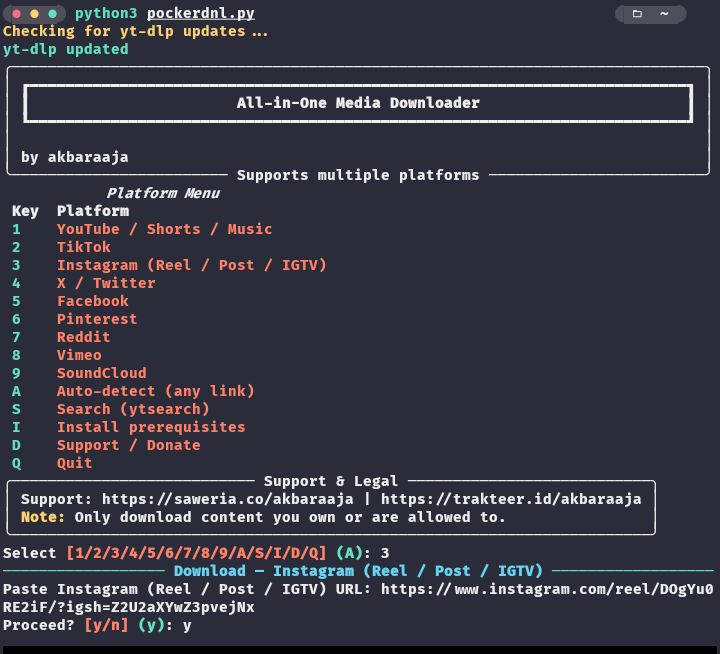 python3 pockerdnl.py
~
Checking for yt-dlp updates...
yt-dlp updated
All-in-One Media Downloader
by akbaraaja
Supports multiple platforms
Platform Menu
Key Platform
1 YouTube / Shorts / Music
2 TikTok
3 Instagram (Reel / Post / IGTV)
4 X / Twitter
5 Facebook
6 Pinterest
7 Reddit
8 Vimeo
9 SoundCloud
A Auto-detect (any link)
S Search (ytsearch)
I Install prerequisites
D Support / Donate
Q Quit
Support & Legal
Support: https://saweria.co/akbaraaja | https://trakteer.id/akbaraaja
Note: Only download content you own or are allowed to.
Select [1/2/3/4/5/6/7/8/9/A/S/I/D/Q] (A): 3
Download — Instagram (Reel / Post / IGTV)
Paste Instagram (Reel / Post / IGTV) URL: https://www.instagram.com/reel/DOgYu0
RE2iF/?igsh=Z2U2aXYwZ3pvejNx
Proceed? [y/n] (y): y